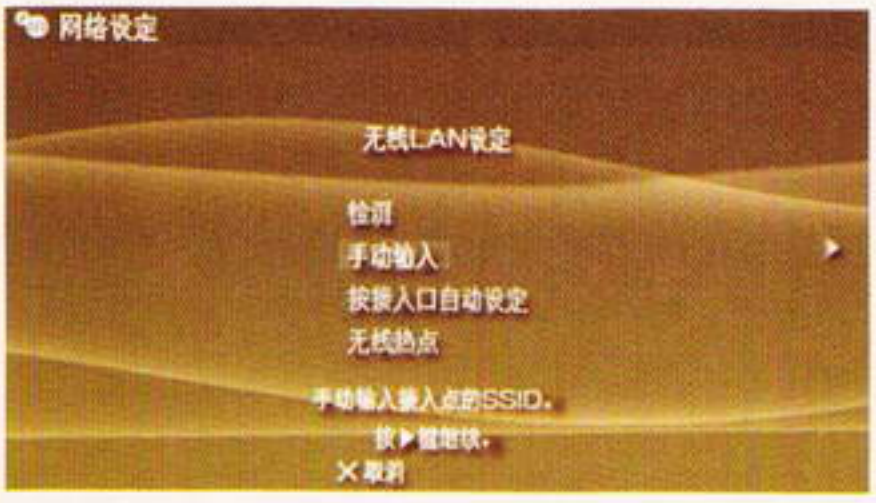 网络设定
无线LAN设定
检测
手动输入
按接入口自动设定
无线热点
手动输入接入点的SSID。
按▶键继续。
✕取消